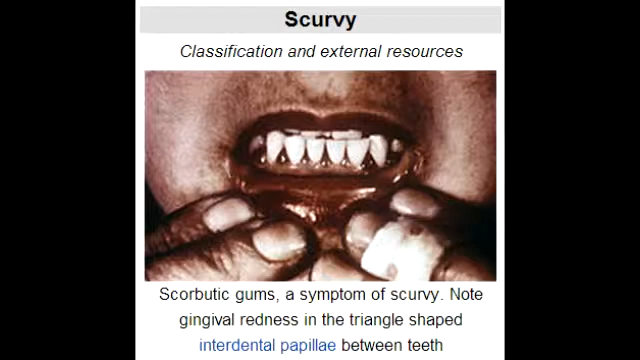 Scurvy
Classification and external resources
Scorbutic gums, a symptom of scurvy. Note
gingival redness in the triangle shaped
interdental papillae between teeth